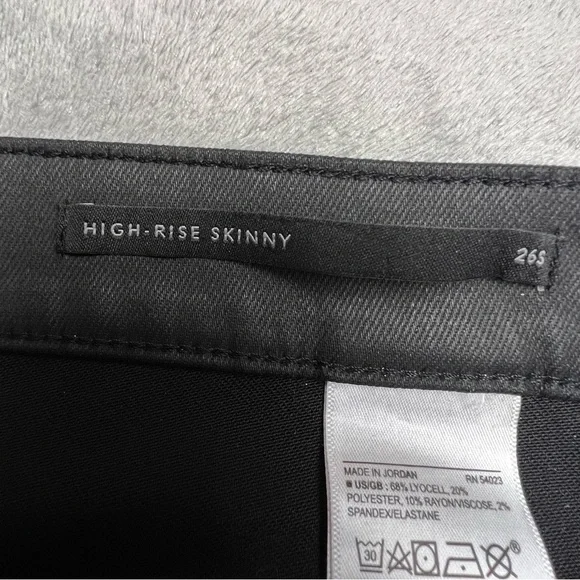 HIGH-RISE SKINNY
26S
MADE IN JORDAN RN 54023
■ US/GB : 68% LYOCELL, 20%
POLYESTER, 10% RAYON/VISCOSE, 2%
SPANDEX/ELASTANE
30